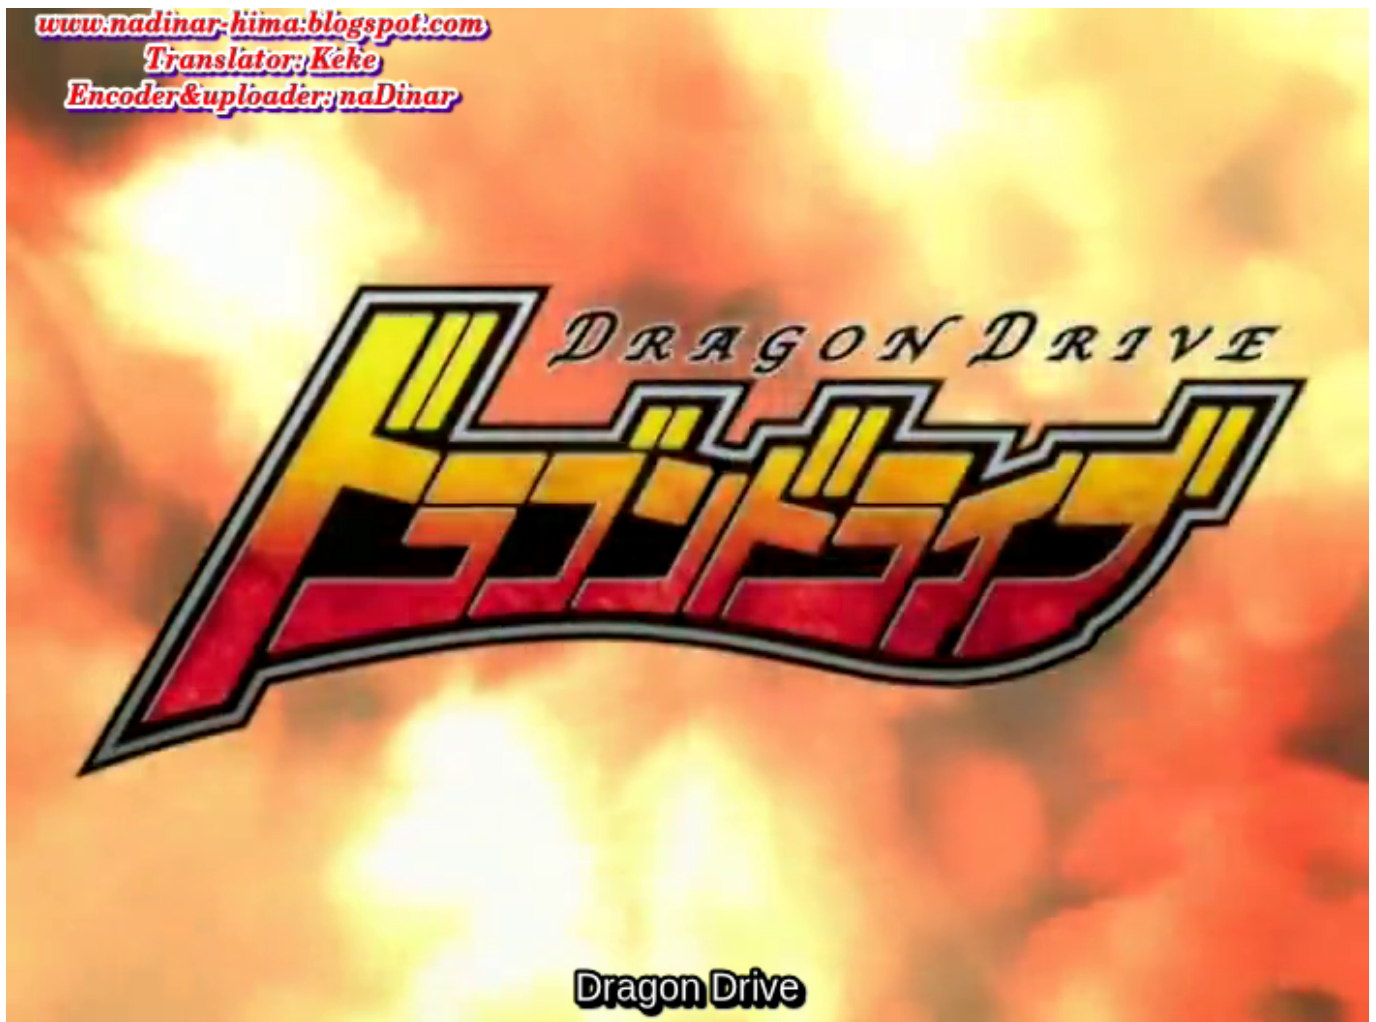 www.nadinar-hima.blogspot.com
Translator: Keke
Encoder&uploader: naDinar
DRAGON DRIVE
ドラゴンドライブ
Dragon Drive